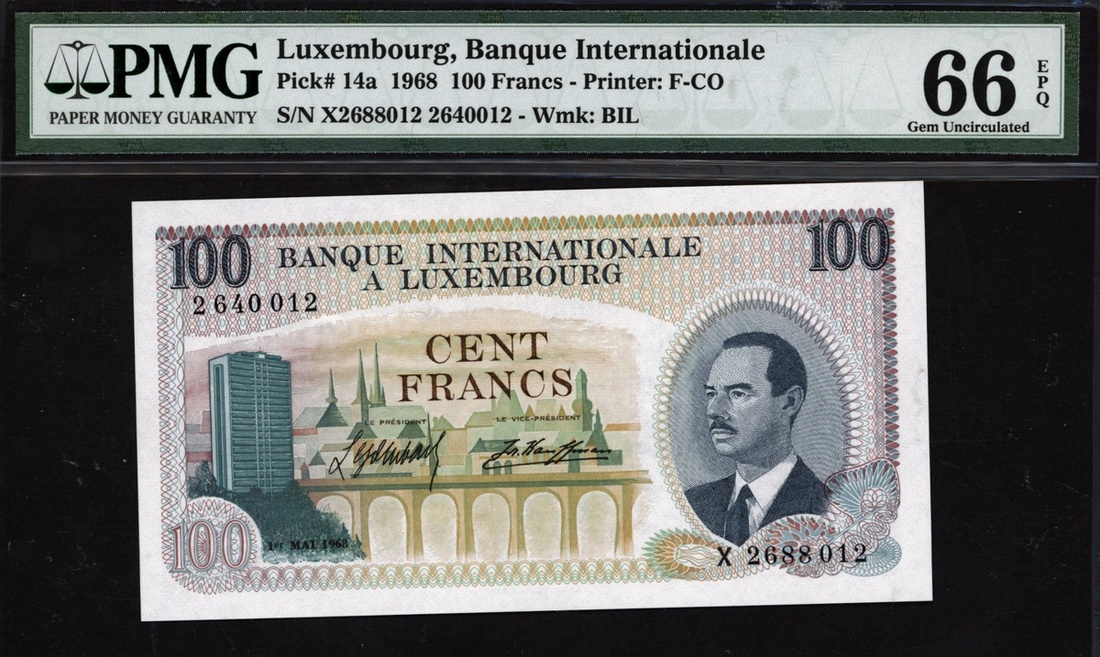 PMG
PAPER MONEY GUARANTY
Luxembourg, Banque Internationale
Pick# 14a 1968 100 Francs - Printer: F-CO
S/N X2688012 2640012 - Wmk: BIL
66
EPQ
Gem Uncirculated
100
BANQUE INTERNATIONALE
A LUXEMBOURG
100
2640012
CENT
FRANCS
LE PRÉSIDENT
LE VICE-PRÉSIDENT
100
1ER MAI 1968
X 2688012